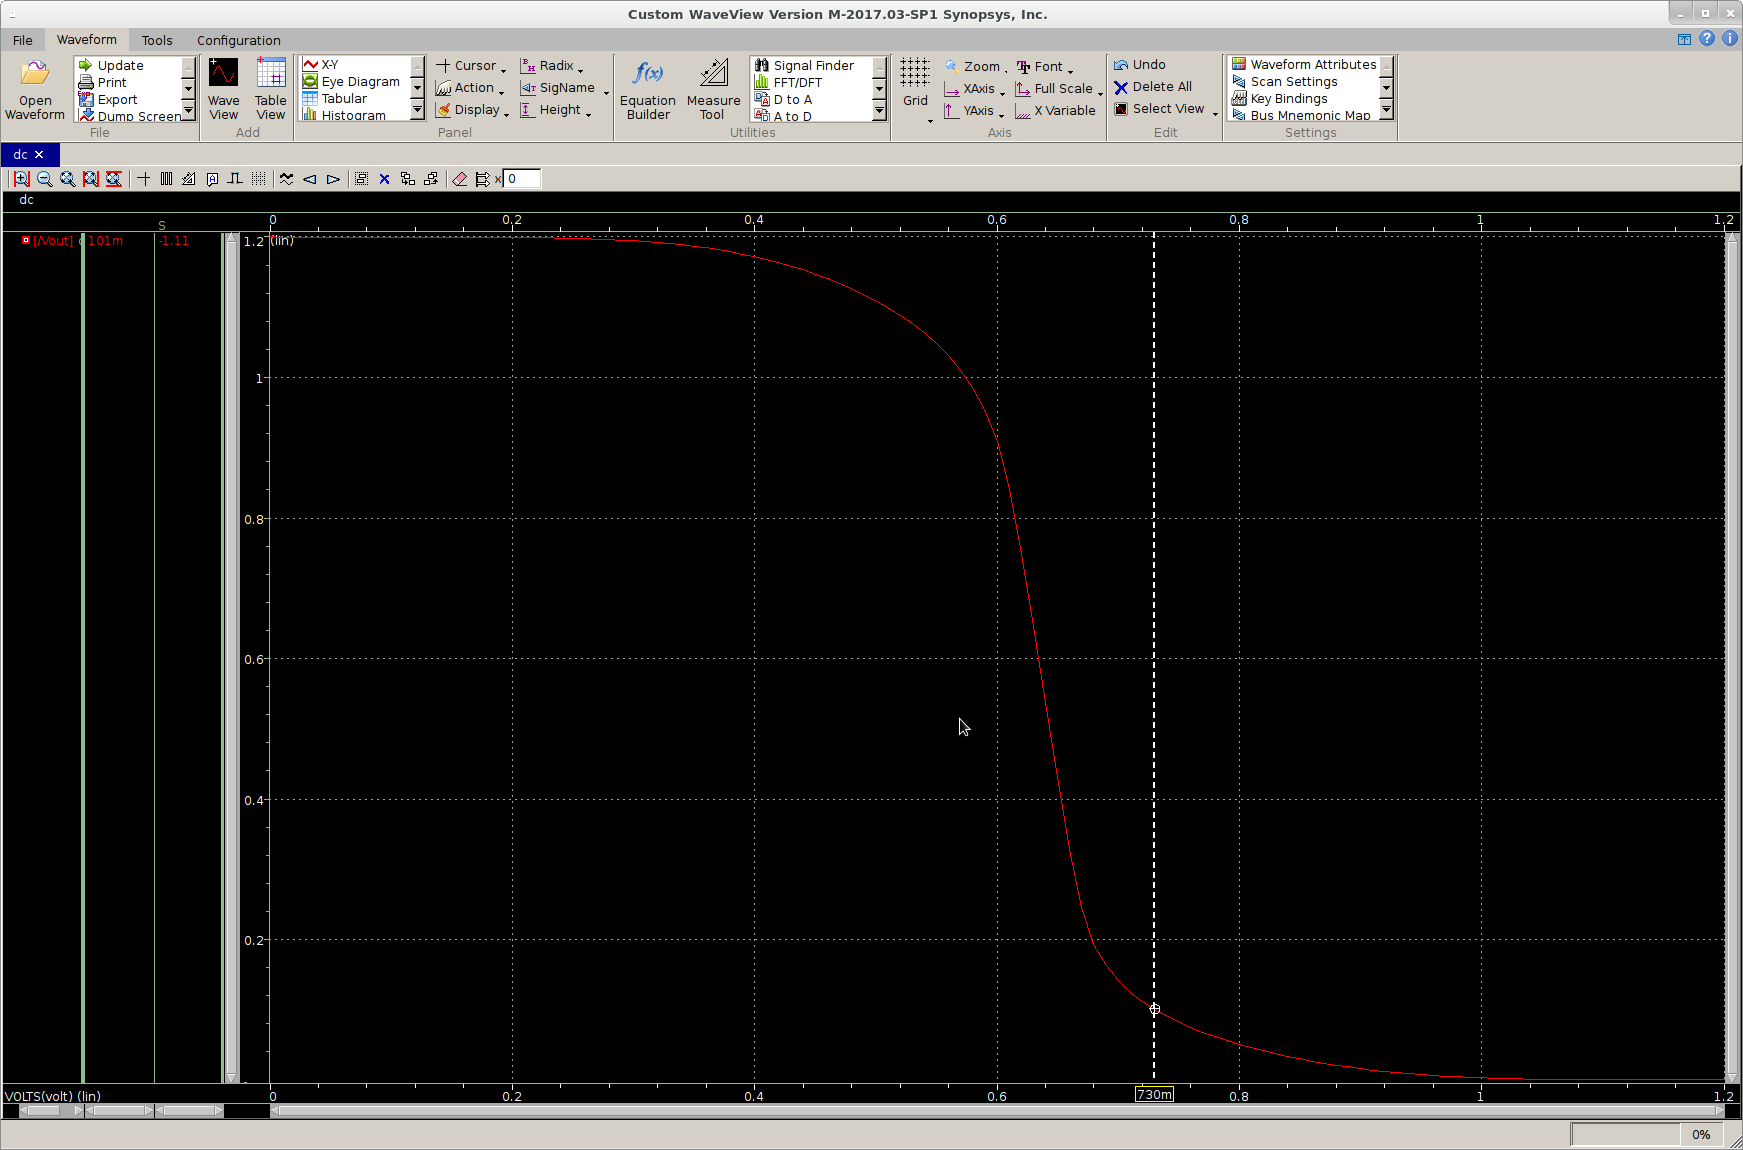 Custom WaveView Version M-2017.03-SP1 Synopsys, Inc.
File Waveform Tools Configuration
Open Waveform
Update
Print
Export
Dump Screen
File
Wave View
Table View
Add
X-Y
Eye Diagram
Tabular
Histogram
Cursor
Action
Display
Radix
SigName
Height
Panel
f(x)
Equation Builder
Measure Tool
Signal Finder
FFT/DFT
D to A
A to D
Utilities
Grid
Zoom
XAxis
YAxis
Font
Full Scale
X Variable
Axis
Undo
Delete All
Select View
Edit
Waveform Attributes
Scan Settings
Key Bindings
Bus Mnemonic Map
Settings
dc
x 0
dc
S
0 0.2 0.4 0.6 0.8 1 1.2
[/Vout] 101m -1.11
1.2 (lin)
1
0.8
0.6
0.4
0.2
VOLTS(volt) (lin)
0 0.2 0.4 0.6 730m 0.8 1 1.2
0%